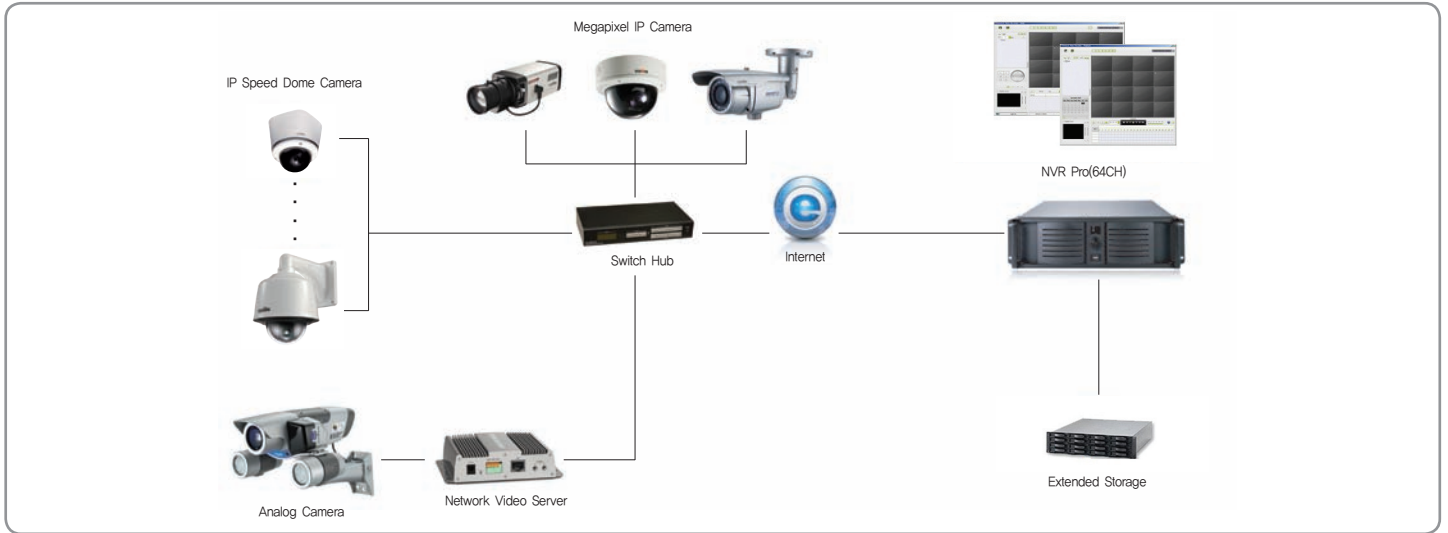 Megapixel IP Camera
IP Speed Dome Camera
NVR Pro(64CH)
Switch Hub
Internet
Network Video Server
Analog Camera
Extended Storage